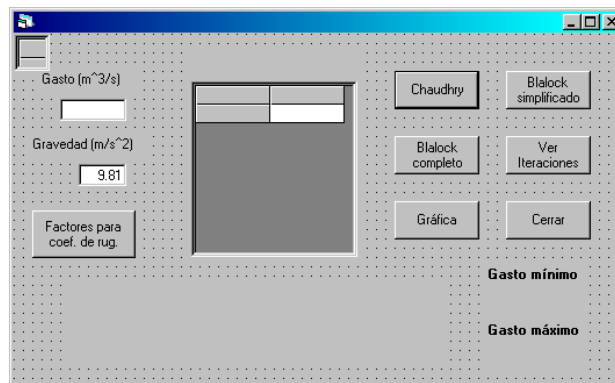 Gasto (m^3/s)
Gravedad (m/s^2)
9.81
Factores para
coef. de rug.
Chaudhry
Blalock
simplificado
Blalock
completo
Ver
Iteraciones
Gráfica
Cerrar
Gasto mínimo
Gasto máximo